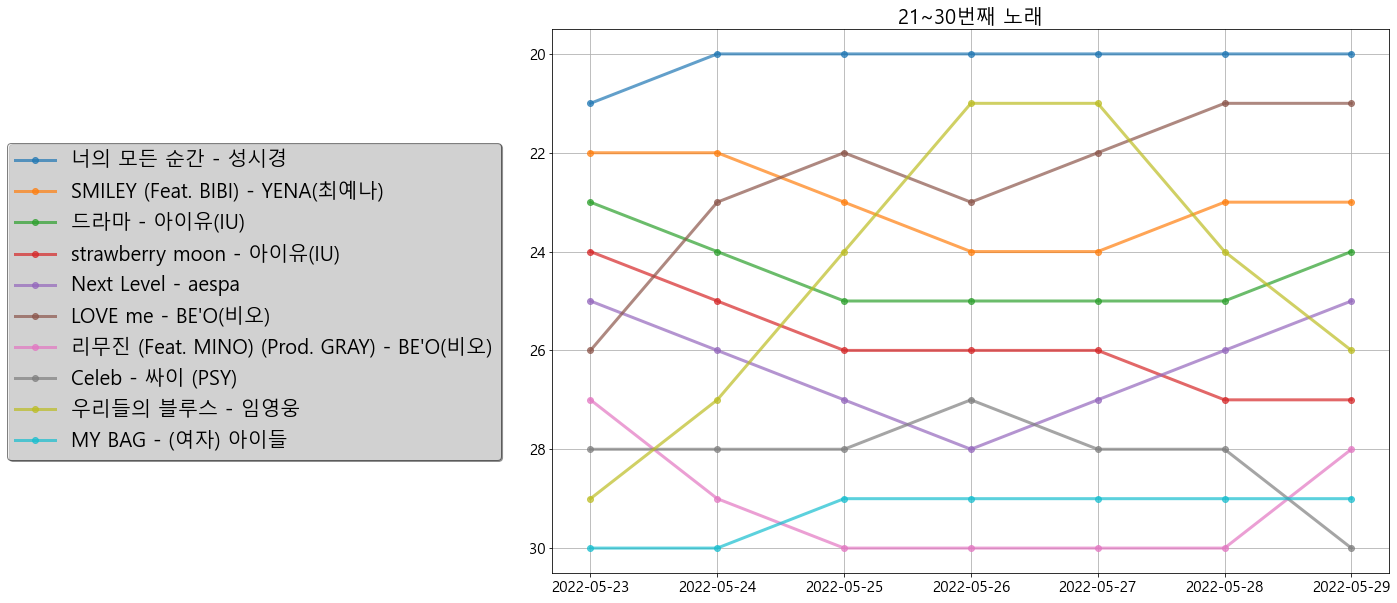 21~30번째 노래
너의 모든 순간 - 성시경
SMILEY (Feat. BIBI) - YENA(최예나)
드라마 - 아이유(IU)
strawberry moon - 아이유(IU)
Next Level - aespa
LOVE me - BE'O(비오)
리무진 (Feat. MINO) (Prod. GRAY) - BE'O(비오)
Celeb - 싸이 (PSY)
우리들의 블루스 - 임영웅
MY BAG - (여자) 아이들
20
22
24
26
28
30
2022-05-23 2022-05-24 2022-05-25 2022-05-26 2022-05-27 2022-05-28 2022-05-29